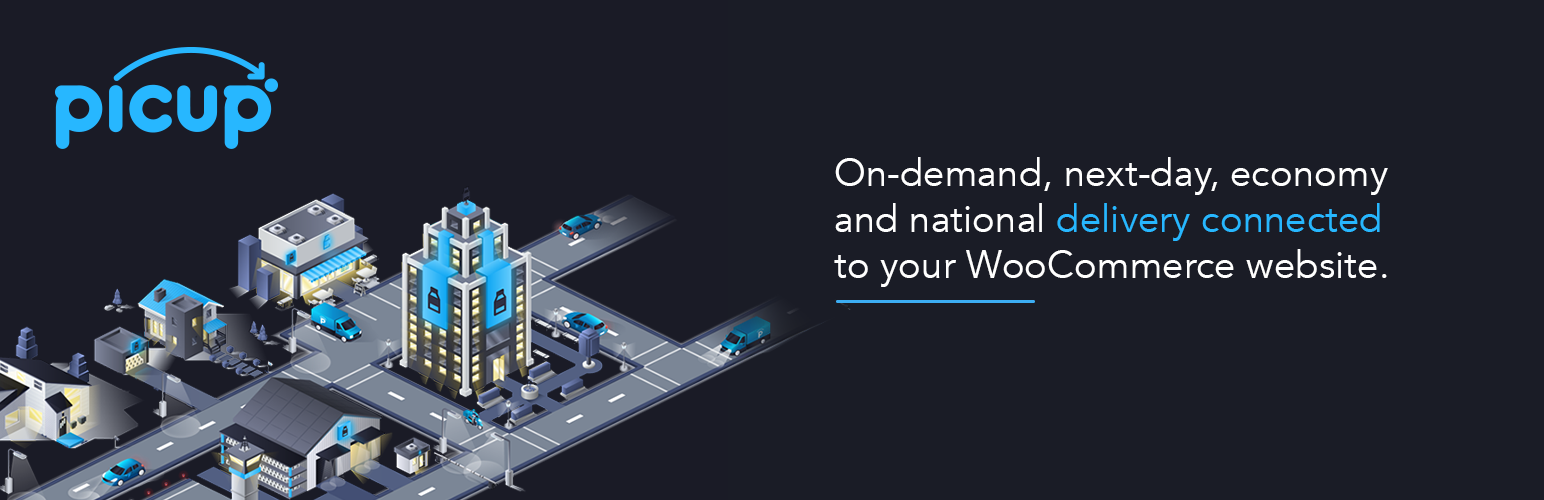 picup
On-demand, next-day, economy
and national delivery connected
to your WooCommerce website.